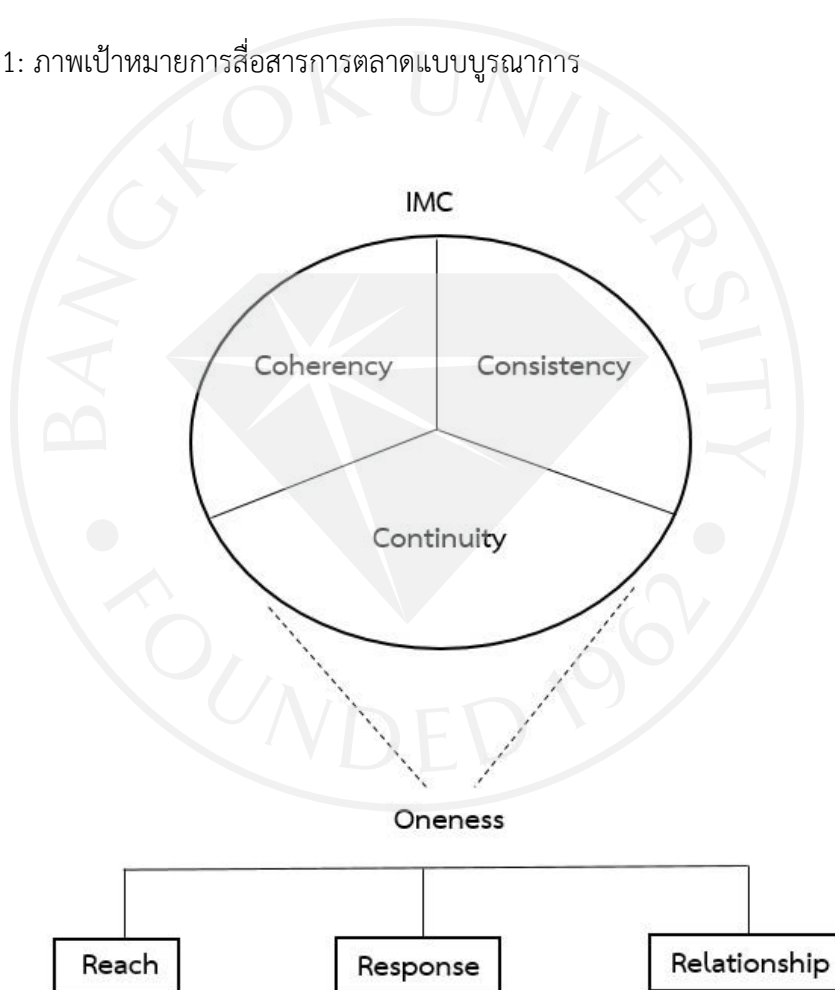 1: ภาพเป้าหมายการสื่อสารการตลาดแบบบูรณาการ
BANGKOK UNIVERSITY
IMC
Coherency Consistency
Continuity
FOUNDED 1962
Oneness
Reach Response Relationship